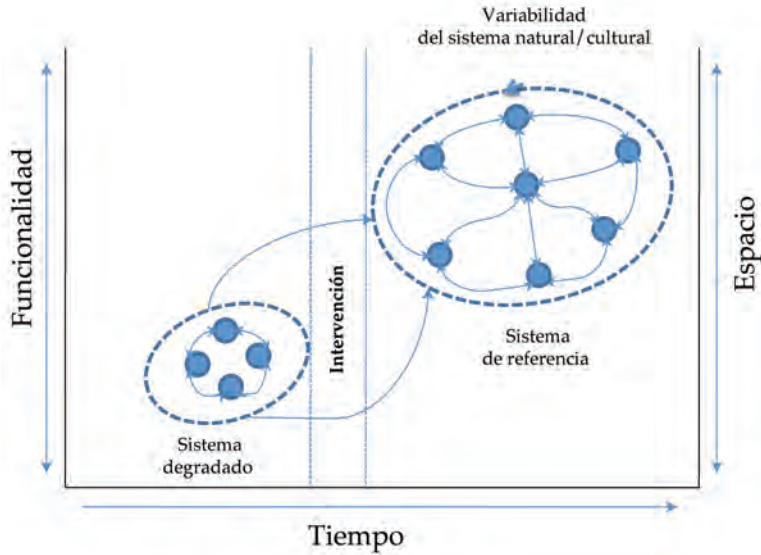 Variabilidad
del sistema natural/cultural
Funcionalidad
Espacio
Intervención
Sistema
de referencia
Sistema
degradado
Tiempo